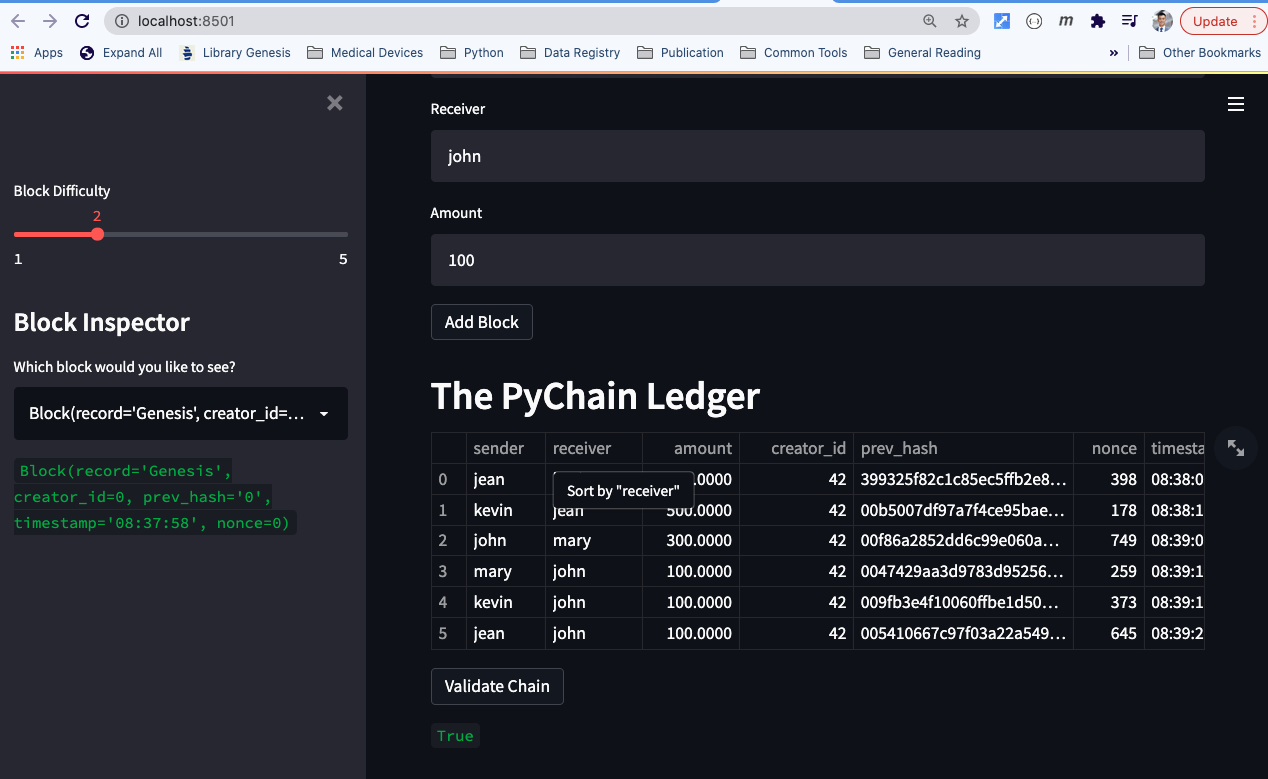 localhost:8501
Update
Apps Expand All Library Genesis Medical Devices Python Data Registry Publication Common Tools General Reading » Other Bookmarks
Block Difficulty
2
1 5
Block Inspector
Which block would you like to see?
Block(record='Genesis', creator_id=...
Block(record='Genesis',
creator_id=0, prev_hash='0',
timestamp='08:37:58', nonce=0)
Receiver
john
Amount
100
Add Block
The PyChain Ledger
sender receiver amount creator_id prev_hash nonce timesta
0 jean .0000 42 399325f82c1c85ec5ffb2e8... 398 08:38:0
Sort by "receiver"
1 kevin jean 500.0000 42 00b5007df97a7f4ce95bae... 178 08:38:1
2 john mary 300.0000 42 00f86a2852dd6c99e060a... 749 08:39:0
3 mary john 100.0000 42 0047429aa3d9783d95256... 259 08:39:1
4 kevin john 100.0000 42 009fb3e4f10060ffbe1d50... 373 08:39:1
5 jean john 100.0000 42 005410667c97f03a22a549... 645 08:39:2
Validate Chain
True